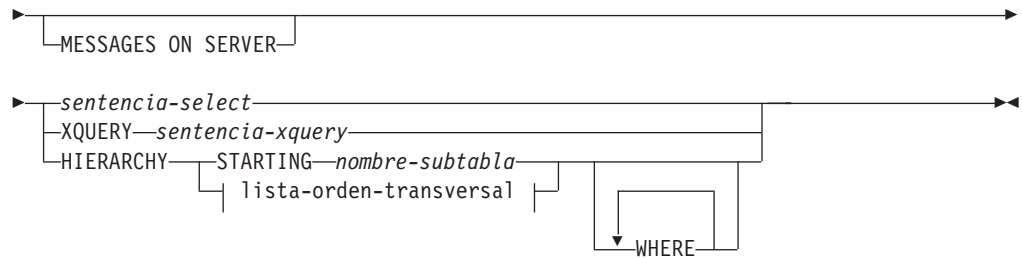 MESSAGES ON SERVER
sentencia-select
XQUERY sentencia-xquery
HIERARCHY STARTING nombre-subtabla
lista-orden-transversal
WHERE